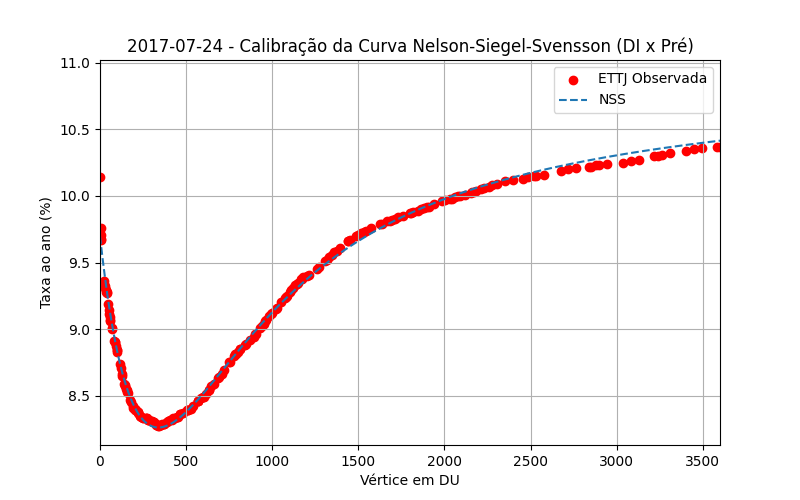 2017-07-24 - Calibração da Curva Nelson-Siegel-Svensson (DI x Pré)
ETTJ Observada
NSS
Taxa ao ano (%)
11.0
10.5
10.0
9.5
9.0
8.5
0 500 1000 1500 2000 2500 3000 3500
Vértice em DU